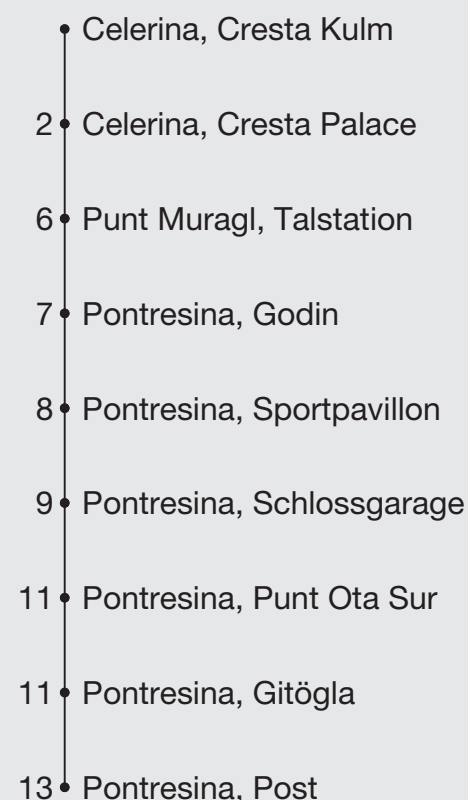 Celerina, Cresta Kulm
2 Celerina, Cresta Palace
6 Punt Muragl, Talstation
7 Pontresina, Godin
8 Pontresina, Sportpavillon
9 Pontresina, Schlossgarage
11 Pontresina, Punt Ota Sur
11 Pontresina, Gitögla
13 Pontresina, Post